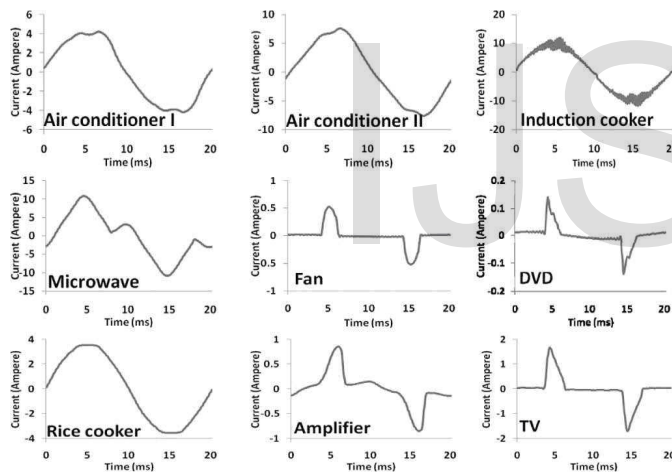 IJS
Current (Ampere)
6
4
2
0
-2
-4
-6
0 5 10 15 20
Air conditioner I
Time (ms)
Current (Ampere)
10
5
0
-5
-10
0 5 10 15 20
Air conditioner II
Time (ms)
Current (Ampere)
20
10
0
-10
-20
0 5 10 15 20
Induction cooker
Time (ms)
Current (Ampere)
15
10
5
0
-5
-10
-15
0 5 10 15 20
Microwave
Time (ms)
Current (Ampere)
1
0.5
0
-0.5
-1
0 5 10 15 20
Fan
Time (ms)
Current (Ampere)
0.2
0.1
0
-0.1
-0.2
0 5 10 15 20
DVD
Time (ms)
Current (Ampere)
4
2
0
-2
-4
0 5 10 15 20
Rice cooker
Time (ms)
Current (Ampere)
1
0.5
0
-0.5
-1
0 5 10 15 20
Amplifier
Time (ms)
Current (Ampere)
2
1
0
-1
-2
0 5 10 15 20
TV
Time (ms)